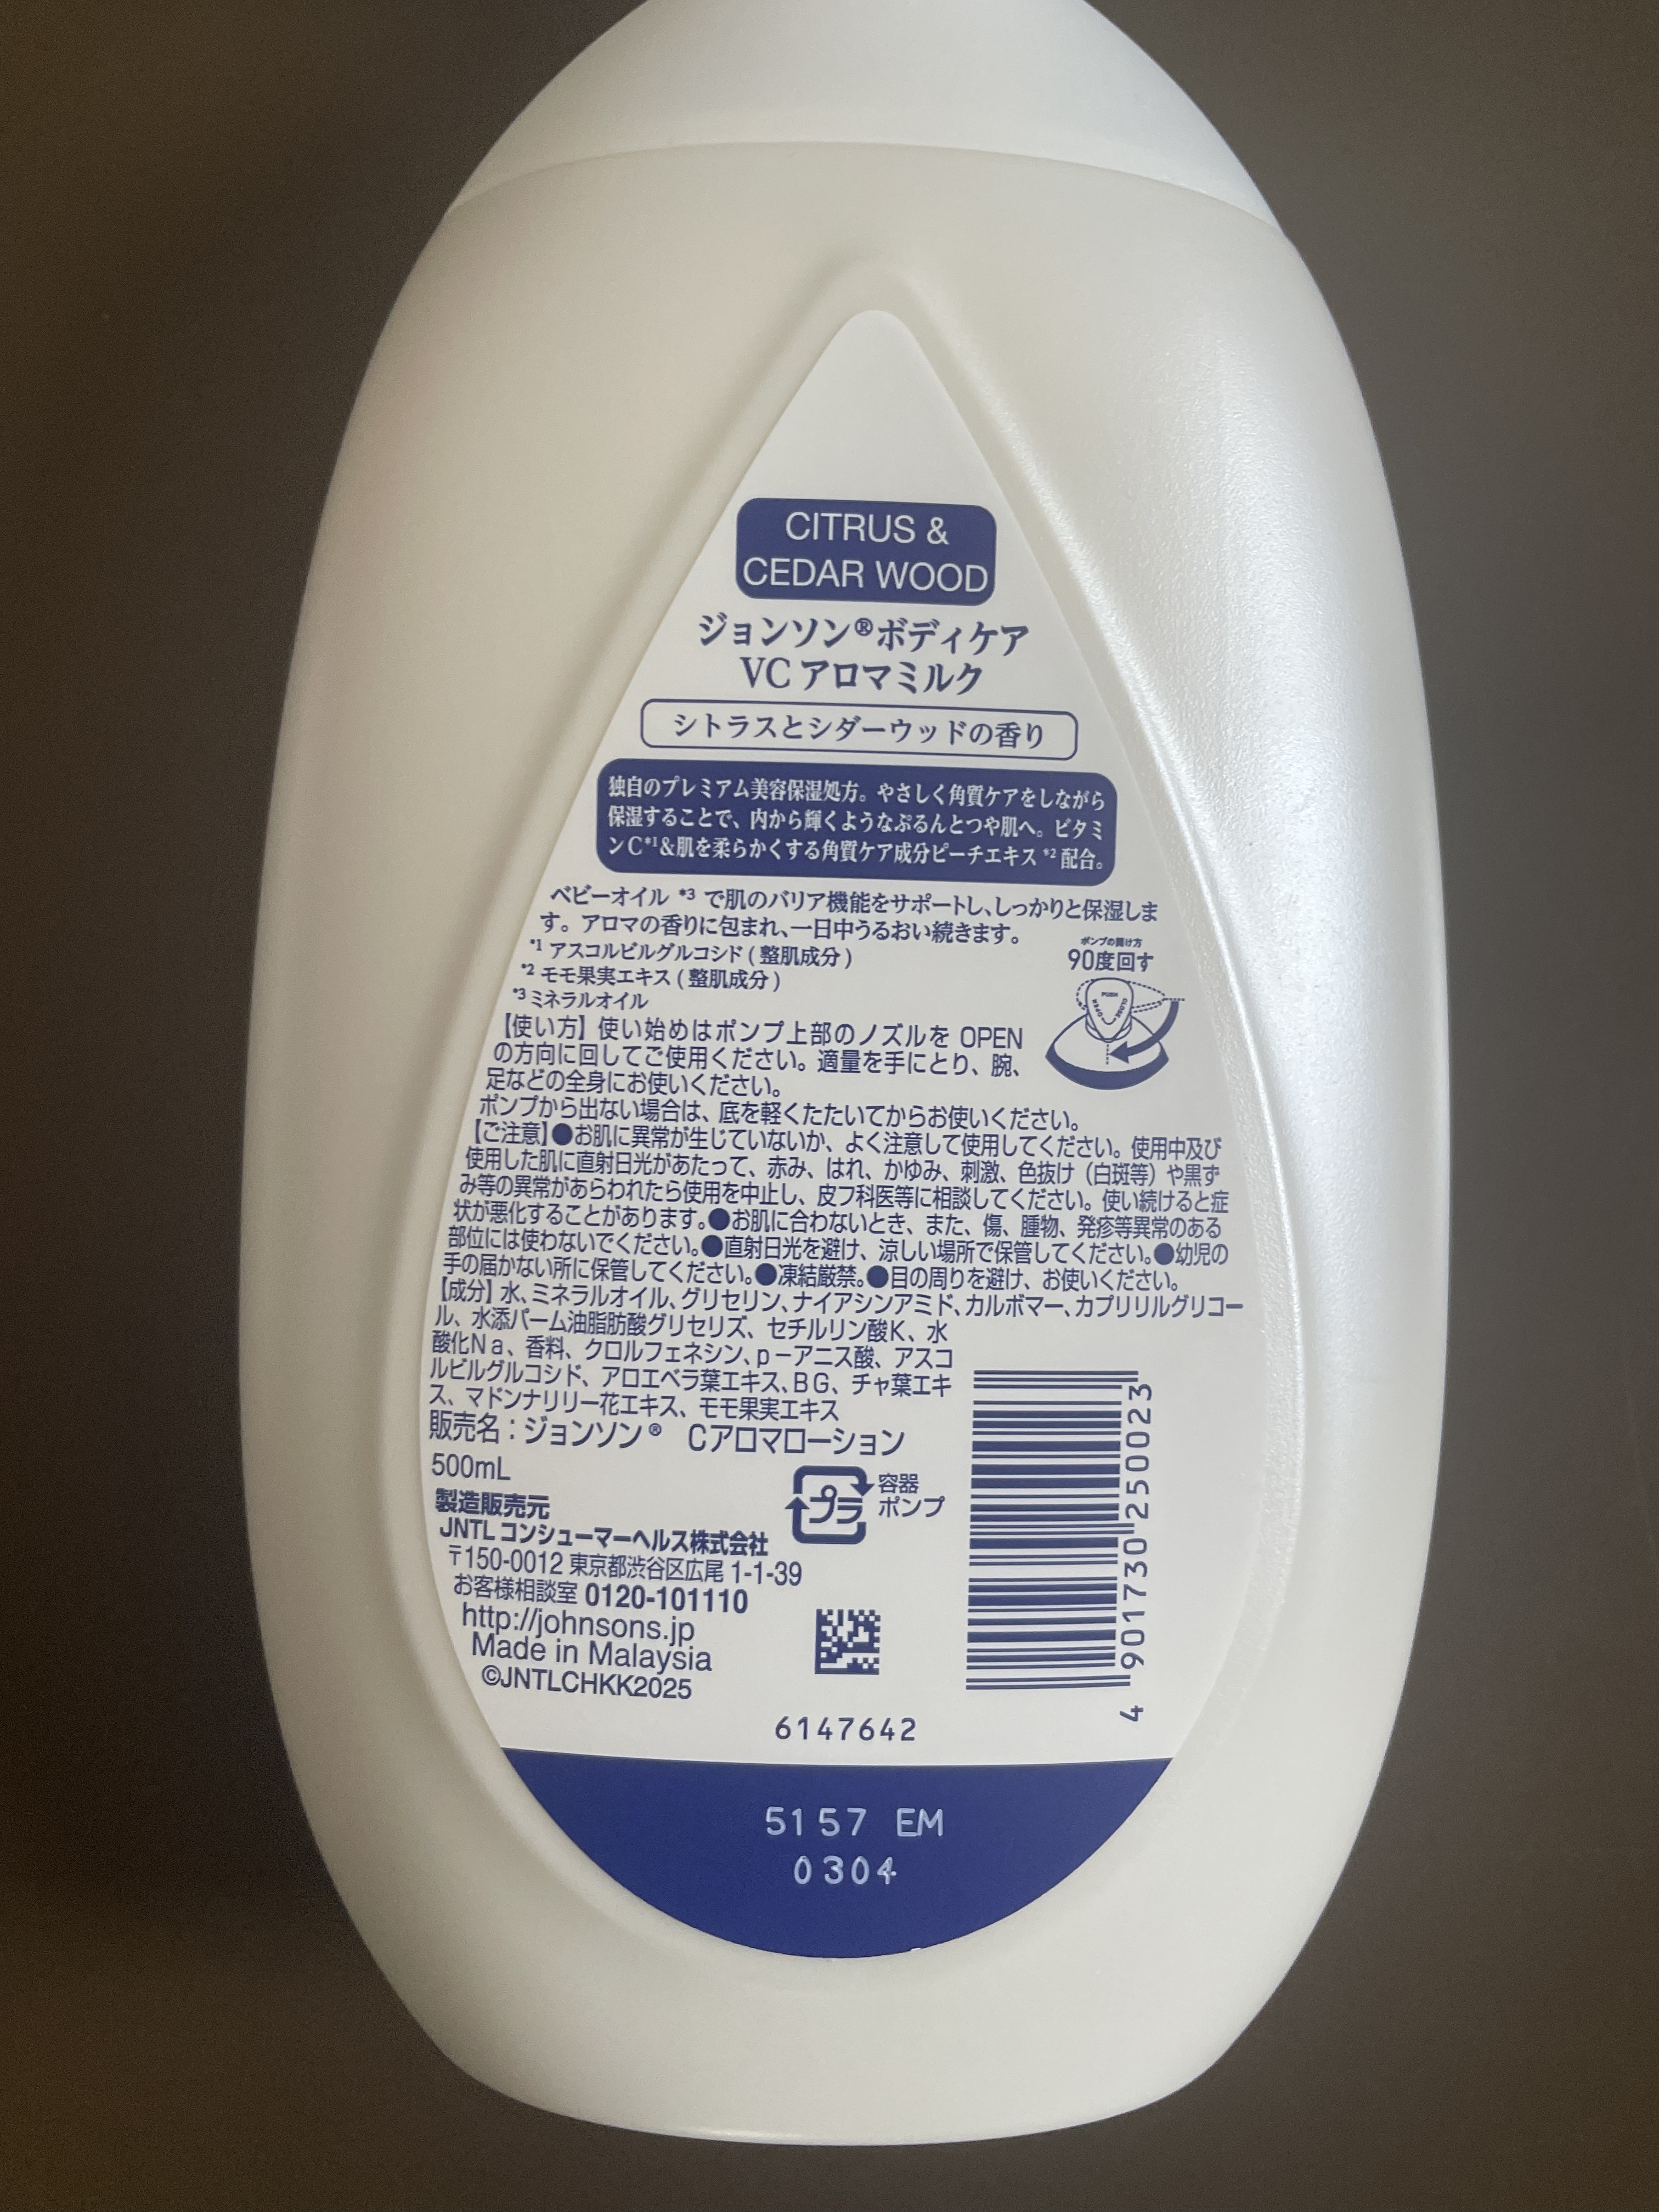 CITRUS &
CEDAR WOOD
ジョンソン®ボディケア
VC アロマミルク
シトラスとシダーウッドの香り
独自のプレミアム美容保湿処方。やさしく角質ケアをしながら
保湿することで、内から輝くようなぷるんとつや肌へ。ビタミ
ンC*1&肌を柔らかくする角質ケア成分ピーチエキス *2 配合。
ベビーオイル *3 で肌のバリア機能をサポートし、しっかりと保湿しま
す。アロマの香りに包まれ、一日中うるおい続きます。
*1 アスコルビルグルコシド ( 整肌成分 )
*2 モモ果実エキス ( 整肌成分 )
*3 ミネラルオイル
ポンプの開け方
90度回す
PUSH
OPEN
CLOSE
【使い方】使い始めはポンプ上部のノズルを OPEN
の方向に回してご使用ください。適量を手にとり、腕、
足などの全身にお使いください。
ポンプから出ない場合は、底を軽くたたいてからお使いください。
【ご注意】●お肌に異常が生じていないか、よく注意して使用してください。使用中及び
使用した肌に直射日光があたって、赤み、はれ、かゆみ、刺激、色抜け（白斑等）や黒ず
み等の異常があらわれたら使用を中止し、皮フ科医等に相談してください。使い続けると症
状が悪化することがあります。●お肌に合わないとき、また、傷、腫物、発疹等異常のある
部位には使わないでください。●直射日光を避け、涼しい場所で保管してください。●幼児の
手の届かない所に保管してください。●凍結厳禁。●目の周りを避け、お使いください。
【成分】水、ミネラルオイル、グリセリン、ナイアシンアミド、カルボマー、カプリリルグリコー
ル、水添パーム油脂肪酸グリセリズ、セチルリン酸K、水
酸化Na、香料、クロルフェネシン、p－アニス酸、アスコ
ルビルグルコシド、アロエベラ葉エキス、BG、チャ葉エキ
ス、マドンナリリー花エキス、モモ果実エキス
販売名：ジョンソン® Cアロマローション
500mL
プラ
容器
ポンプ
製造販売元
JNTL コンシューマーヘルス株式会社
〒150-0012 東京都渋谷区広尾 1-1-39
お客様相談室 0120-101110
http://johnsons.jp
Made in Malaysia
©JNTLCHKK2025
4 901730 250023
6147642
5157 EM
0304